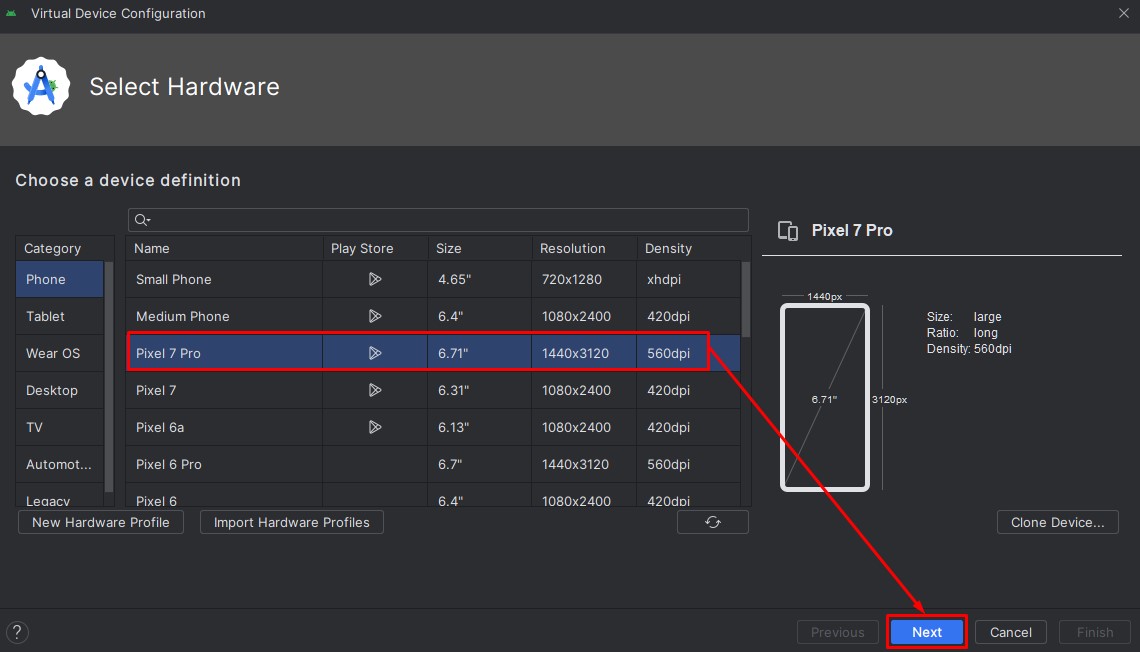 Virtual Device Configuration
Select Hardware
Choose a device definition
Category
Phone
Tablet
Wear OS
Desktop
TV
Automot...
Legacy
Name Play Store Size Resolution Density
Small Phone 4.65" 720x1280 xhdpi
Medium Phone 6.4" 1080x2400 420dpi
Pixel 7 Pro 6.71" 1440x3120 560dpi
Pixel 7 6.31" 1080x2400 420dpi
Pixel 6a 6.13" 1080x2400 420dpi
Pixel 6 Pro 6.7" 1440x3120 560dpi
Pixel 6 6.4" 1080x2400 420dpi
New Hardware Profile Import Hardware Profiles
Pixel 7 Pro
1440px
6.71"
3120px
Size: large
Ratio: long
Density: 560dpi
Clone Device...
? Previous Next Cancel Finish